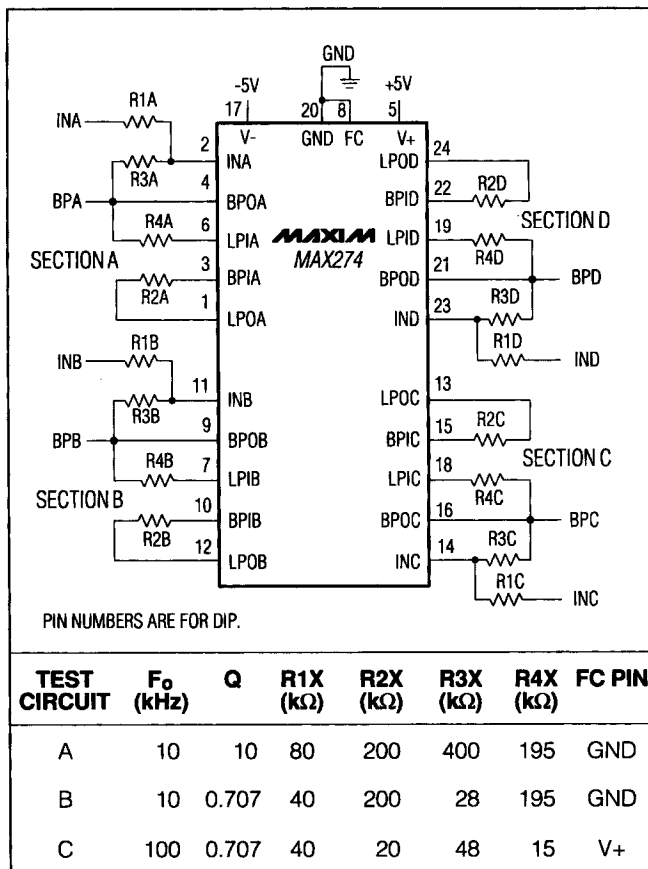 GND
-5V
+5V
17
20
8
5
V-
GND FC
V+
INA
R1A
2
INA
R3A
4
BPA
BPOA
R4A
6
LPIA
SECTION A
3
BPIA
R2A
1
LPOA
INB
R1B
11
INB
R3B
9
BPB
BPOB
R4B
7
LPIB
SECTION B
10
BPIB
R2B
12
LPOB
MAXIM
MAX274
24
LPOD
R2D
22
BPID
SECTION D
19
LPID
R4D
21
BPOD
BPD
23
R3D
IND
R1D
IND
13
LPOC
R2C
15
BPIC
SECTION C
18
LPIC
R4C
16
BPOC
BPC
14
R3C
INC
R1C
INC
PIN NUMBERS ARE FOR DIP.
TEST CIRCUIT Fo (kHz) Q R1X (kΩ) R2X (kΩ) R3X (kΩ) R4X (kΩ) FC PIN
A 10 10 80 200 400 195 GND
B 10 0.707 40 200 28 195 GND
C 100 0.707 40 20 48 15 V+